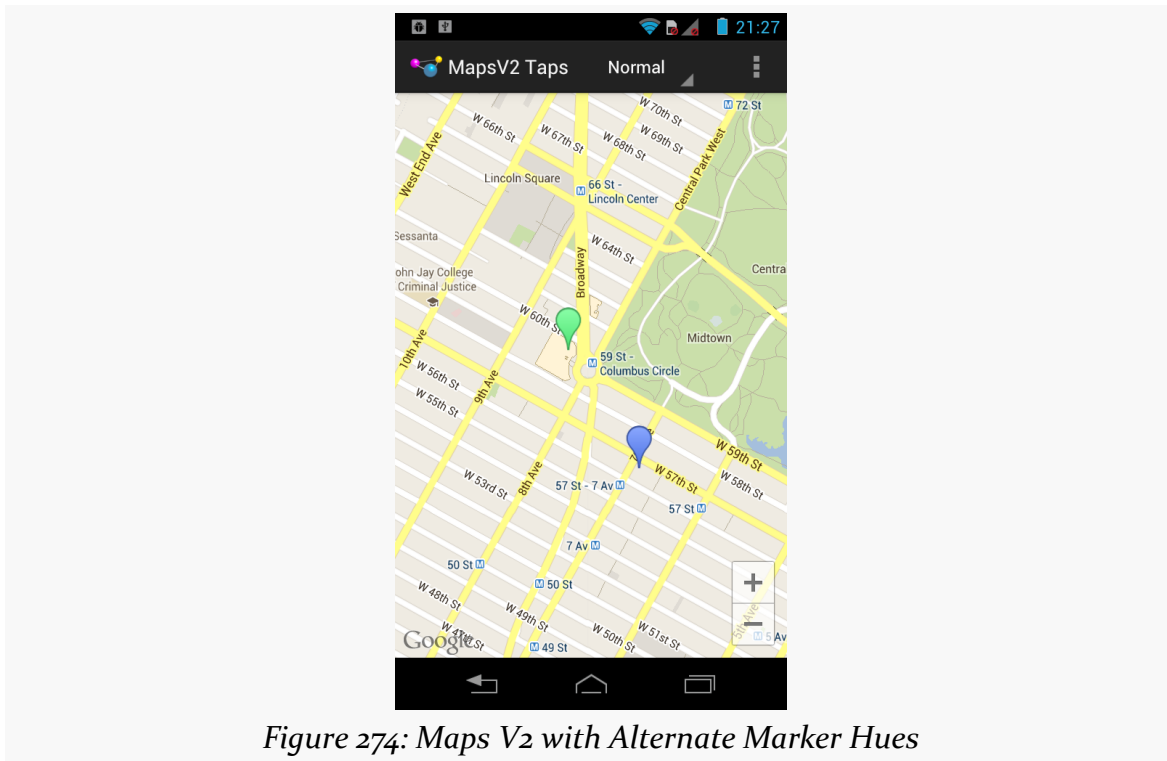 21:27
MapsV2 Taps Normal
W 70th St
72 St
W 66th St
W 67th St
W 69th St
W 68th St
West End Ave
Central Park West
Lincoln Square
66 St -
Lincoln Center
Sessanta
W 64th St
Broadway
Centra
ohn Jay College
Criminal Justice
W 60th St
Midtown
10th Ave
59 St -
Columbus Circle
W 56th St
9th Ave
W 55th St
W 59th St
W 53rd St
8th Ave
W 57th St
W 58th St
57 St - 7 Av
57 St
7 Av
50 St
50 St
W 48th St
W 49th St
W 50th St
W 51st St
5th Ave
5 Av
Google
49 St
Figure 274: Maps V2 with Alternate Marker Hues